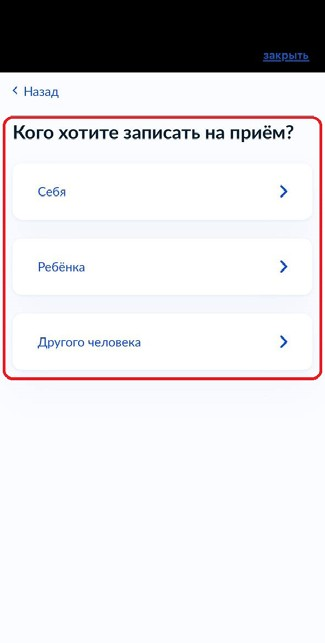 закрыть
Назад
Кого хотите записать на приём?
Себя
Ребёнка
Другого человека